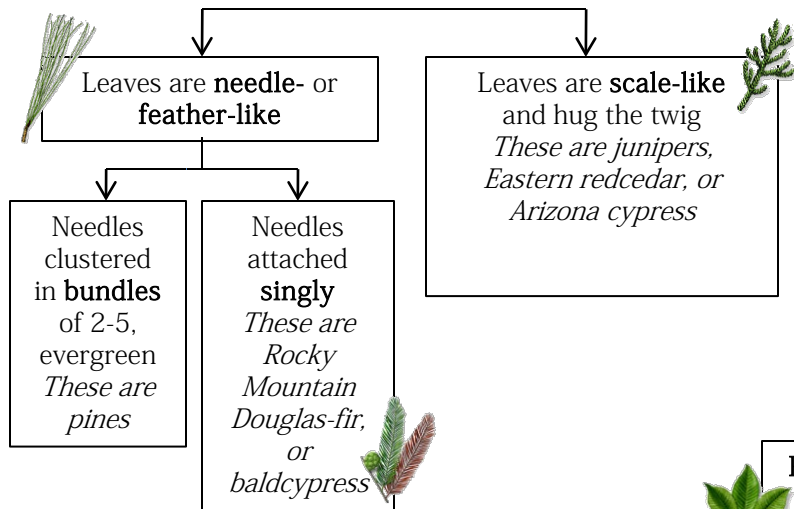 Leaves are needle- or
feather-like
Leaves are scale-like
and hug the twig
These are junipers,
Eastern redcedar, or
Arizona cypress
Needles
clustered
in bundles
of 2-5,
evergreen
These are
pines
Needles
attached
singly
These are
Rocky
Mountain
Douglas-fir,
or
baldcypress